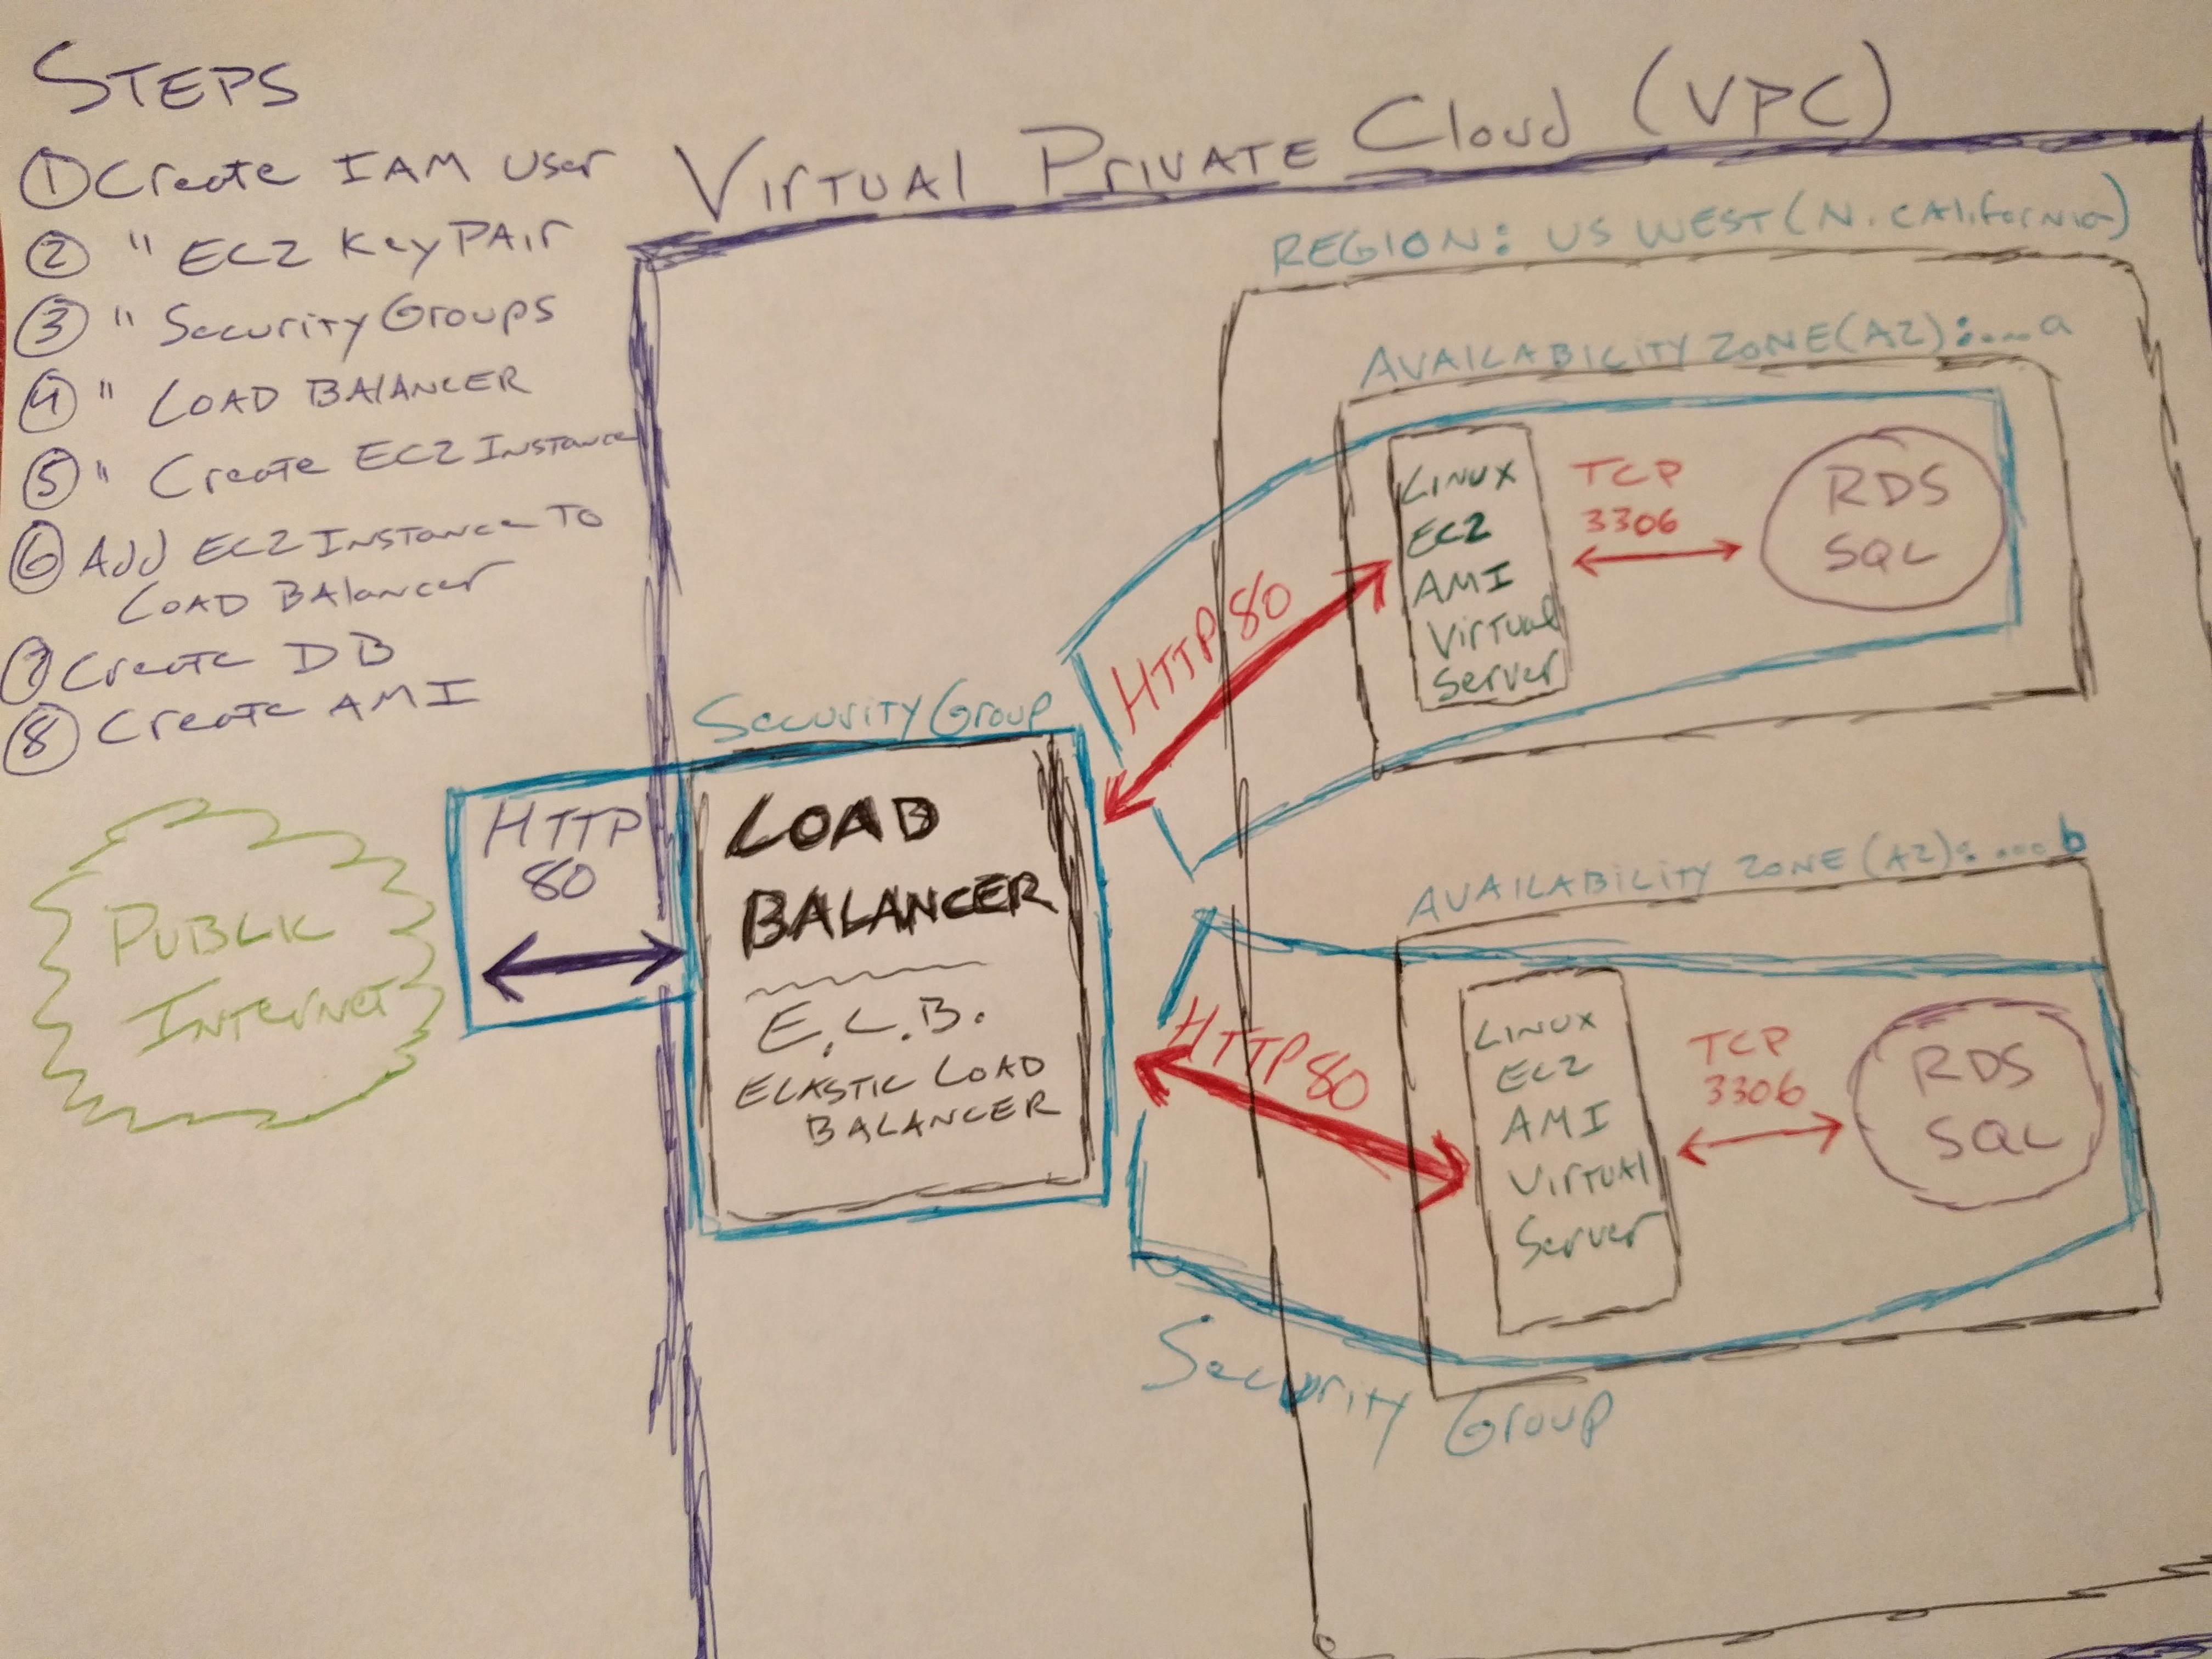 STEPS
① Create IAM User
② " EC2 Key PAir
③ " Security Groups
④ " LOAD BALANCER
⑤ " Create EC2 Instance
⑥ Add EC2 Instance To
LOAD BALancer
⑦ Create DB
⑧ Create AMI
Virtual Private Cloud (VPC)
REGION: US WEST (N. California)
AVAILABILITY ZONE (AZ):....a
LINUX
EC2
AMI
Virtual
Server
TCP
3306
RDS
SQL
HTTP 80
Security Group
HTTP
80
PUBLIC
INTERNET
LOAD
BALANCER
E.L.B.
ELASTIC LOAD
BALANCER
AVAILABILITY ZONE (AZ):....b
HTTP 80
LINUX
EC2
AMI
Virtual
Server
TCP
3306
RDS
SQL
Security Group